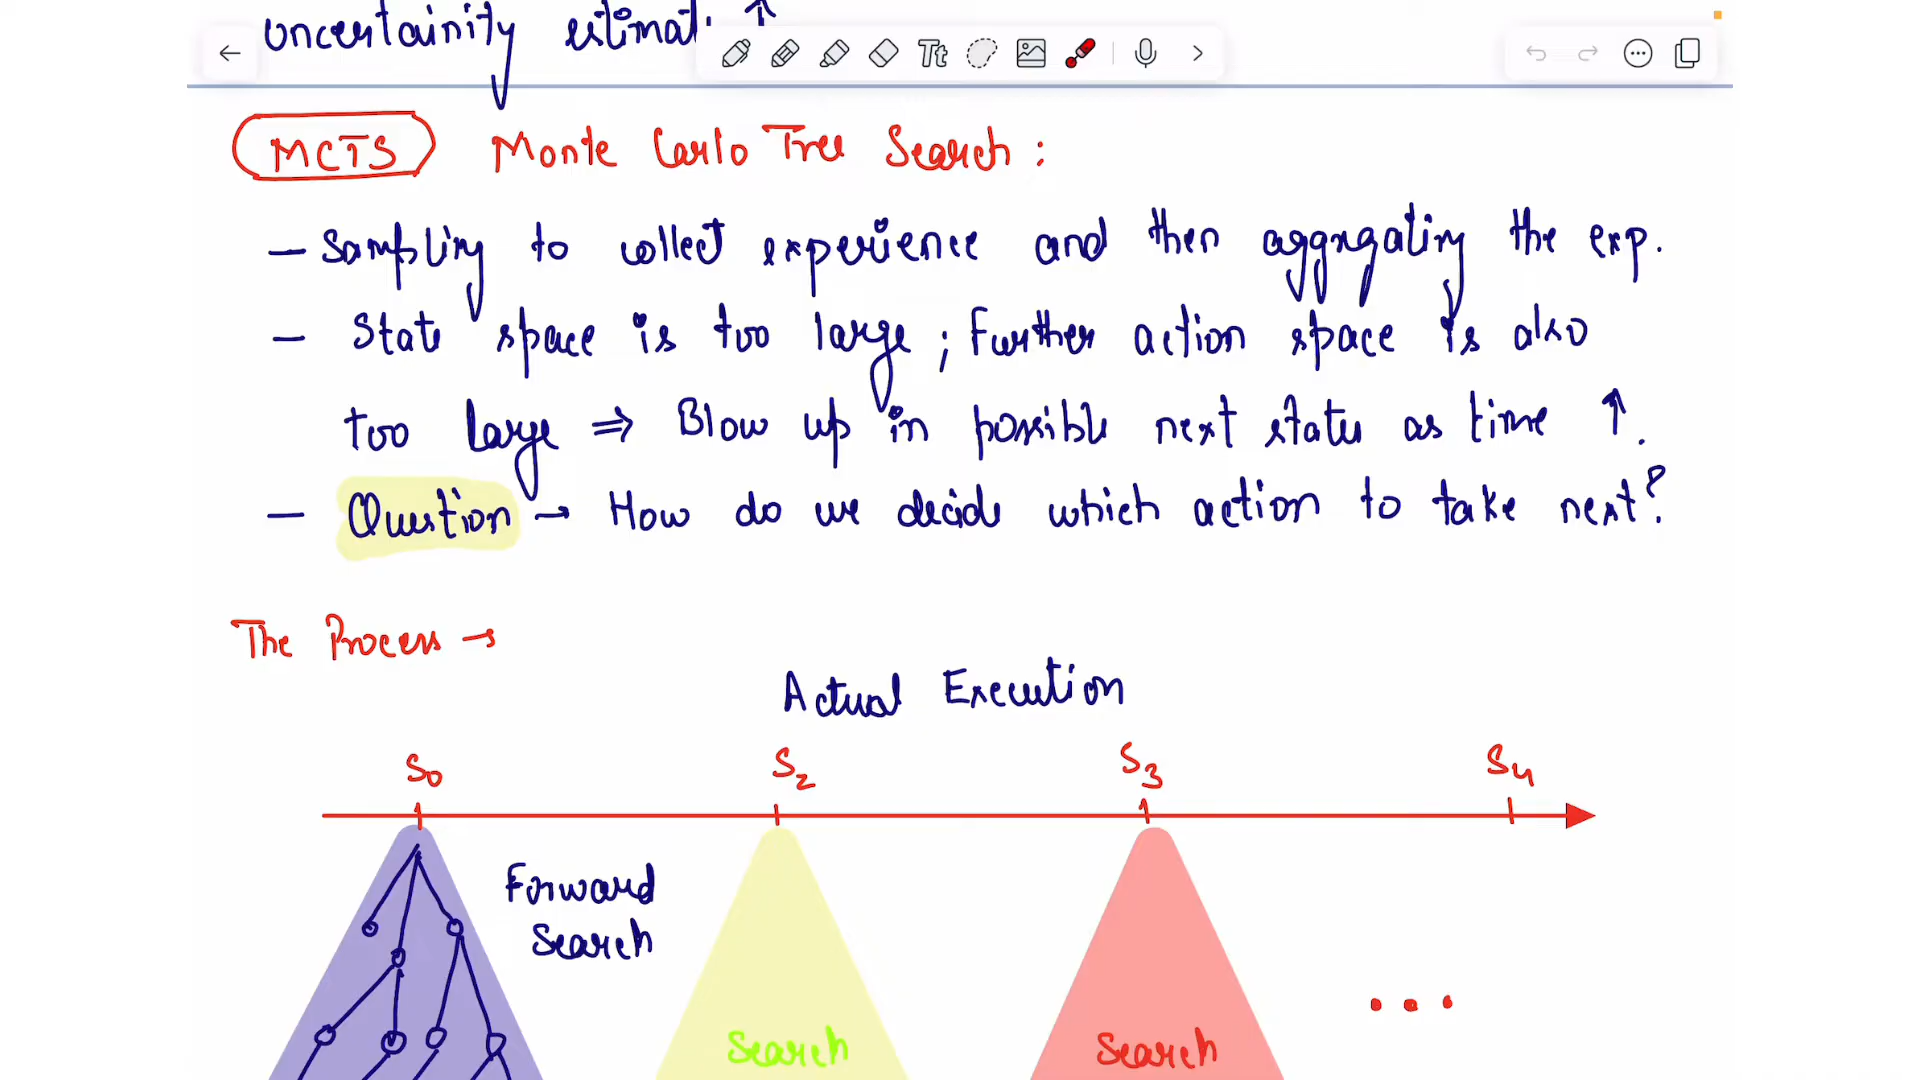 uncertainity estimati ↑
MCTS Monte Carlo Tree Search :
— Sampling to collect experience and then aggregating the exp.
— State space is too large ; Further action space is also
too large ⇒ Blow up in possible next states as time ↑.
— Question → How do we decide which action to take next?
The Process →
Actual Execution
S0 S2 S3 S4
Forward
Search
Search Search ...